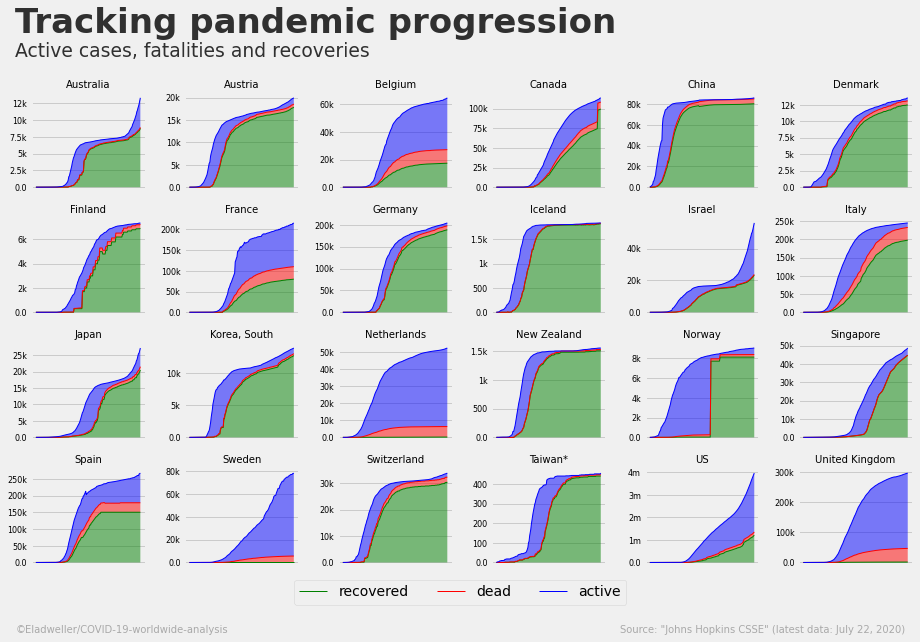 Tracking pandemic progression
Active cases, fatalities and recoveries
Australia
12k
10k
7.5k
5k
2.5k
0.0
Austria
20k
15k
10k
5k
0.0
Belgium
60k
40k
20k
0.0
Canada
100k
75k
50k
25k
0.0
China
80k
60k
40k
20k
0.0
Denmark
12k
10k
7.5k
5k
2.5k
0.0
Finland
6k
4k
2k
0.0
France
200k
150k
100k
50k
0.0
Germany
200k
150k
100k
50k
0.0
Iceland
1.5k
1k
500
0.0
Israel
40k
20k
0.0
Italy
250k
200k
150k
100k
50k
0.0
Japan
25k
20k
15k
10k
5k
0.0
Korea, South
10k
5k
0.0
Netherlands
50k
40k
30k
20k
10k
0.0
New Zealand
1.5k
1k
500
0.0
Norway
8k
6k
4k
2k
0.0
Singapore
50k
40k
30k
20k
10k
0.0
Spain
250k
200k
150k
100k
50k
0.0
Sweden
80k
60k
40k
20k
0.0
Switzerland
30k
20k
10k
0.0
Taiwan*
400
300
200
100
0.0
US
4m
3m
2m
1m
0.0
United Kingdom
300k
200k
100k
0.0
recovered dead active
©Eladweller/COVID-19-worldwide-analysis
Source: "Johns Hopkins CSSE" (latest data: July 22, 2020)